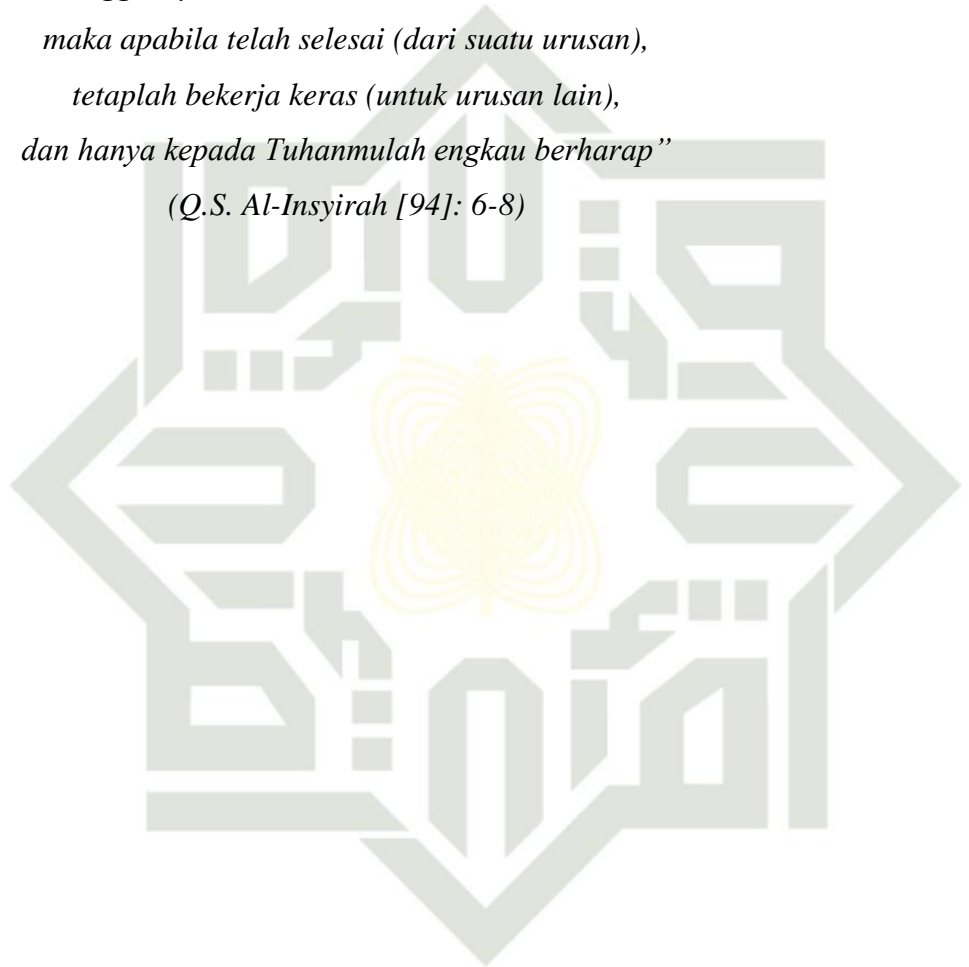 maka apabila telah selesai (dari suatu urusan),
tetaplah bekerja keras (untuk urusan lain),
dan hanya kepada Tuhanmulah engkau berharap”
(Q.S. Al-Insyirah [94]: 6-8)